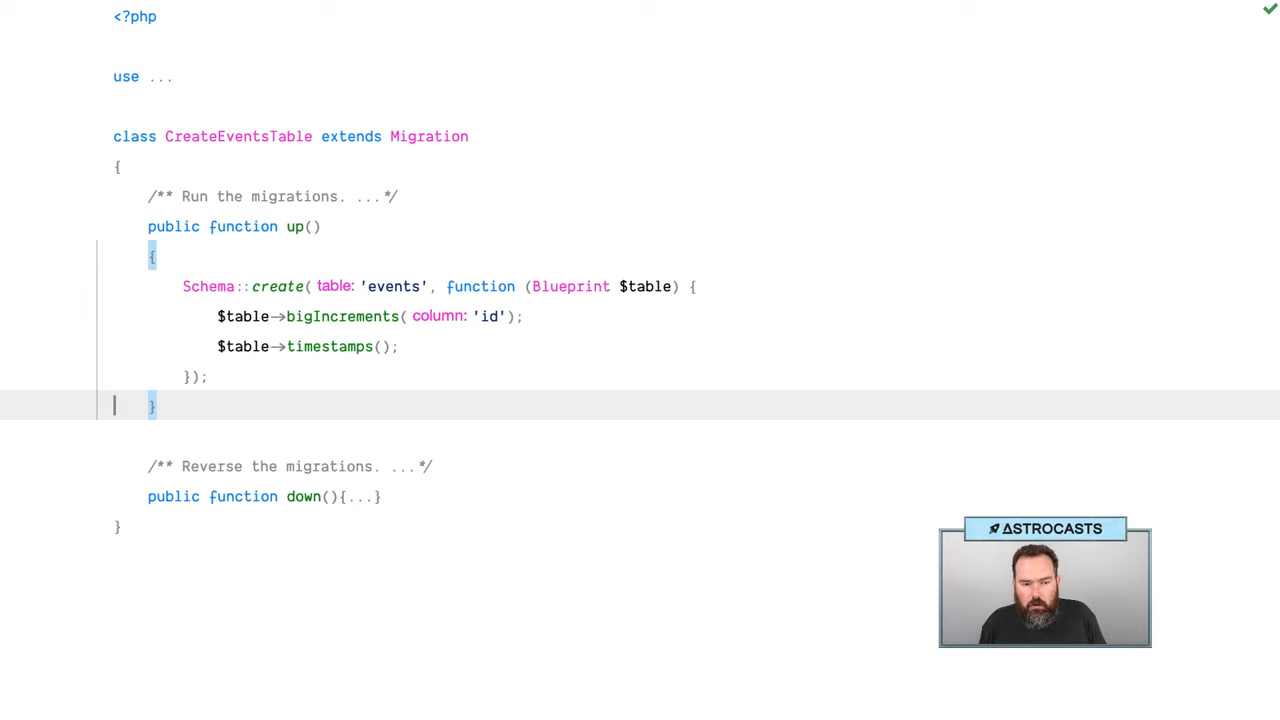 <?php
use ...
class CreateEventsTable extends Migration
{
/** Run the migrations. ...*/
public function up()
{
Schema::create( table: 'events', function (Blueprint $table) {
$table->bigIncrements( column: 'id');
$table->timestamps();
});
}
/** Reverse the migrations. ...*/
public function down(){...}
}
ΔSTROCASTS